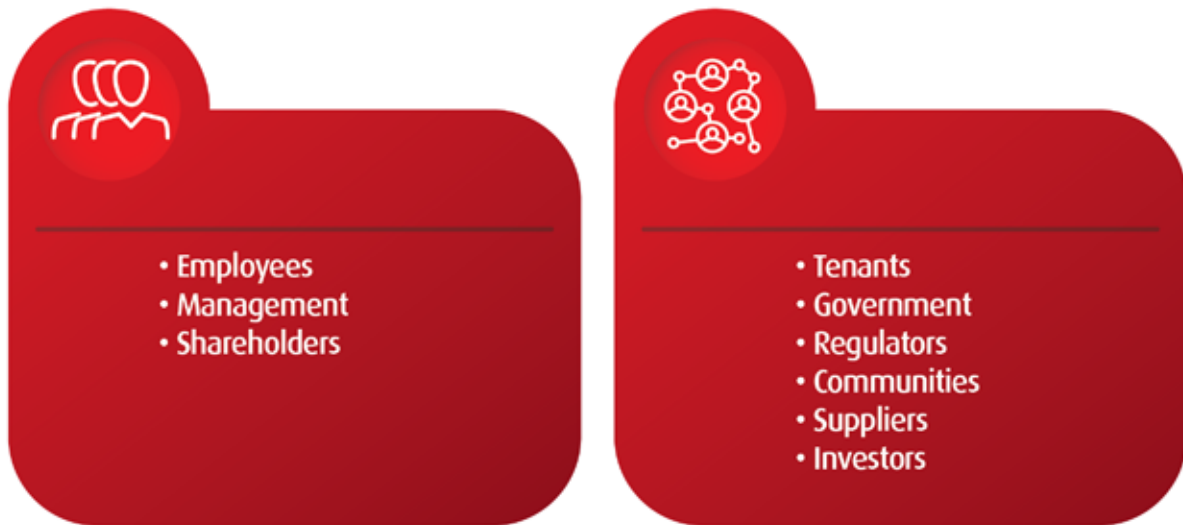 • Employees
• Management
• Shareholders
• Tenants
• Government
• Regulators
• Communities
• Suppliers
• Investors